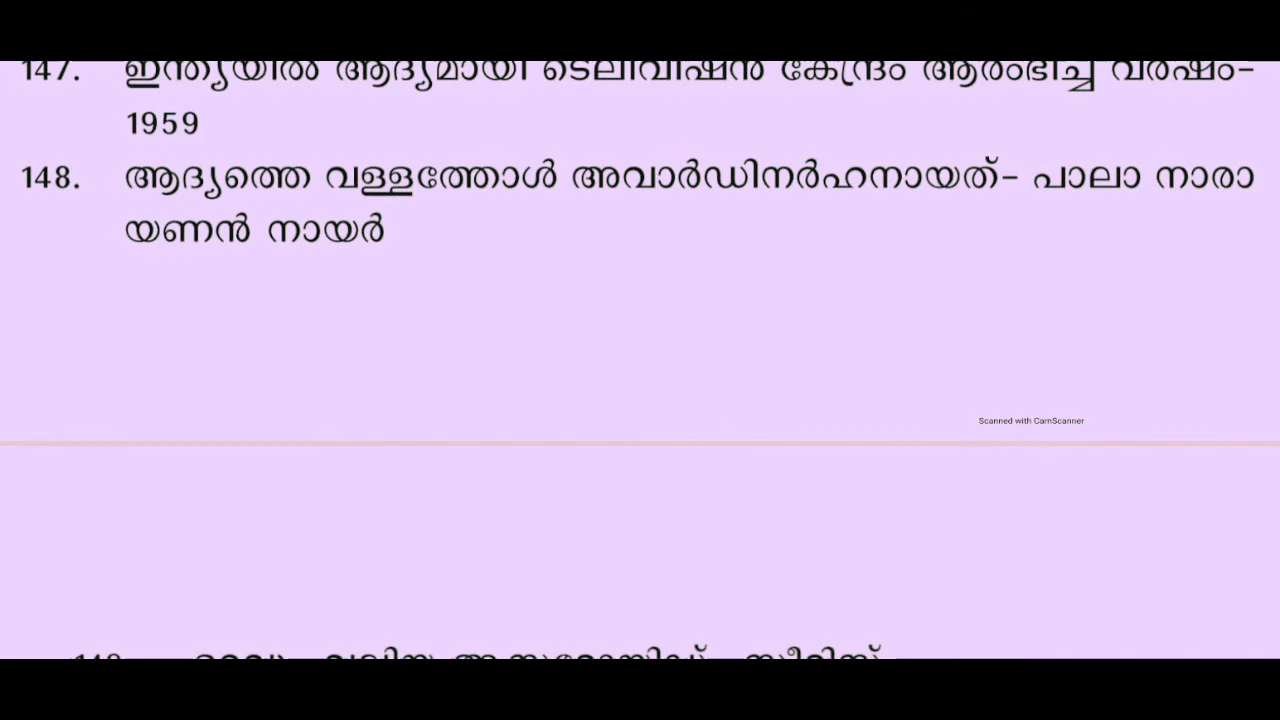 147. ഇന്ത്യയിൽ ആദ്യമായി ടെലിവിഷൻ കേന്ദ്രം ആരംഭിച്ച വർഷം-
1959
148. ആദ്യത്തെ വള്ളത്തോൾ അവാർഡിനർഹനായത്- പാലാ നാരാ
യണൻ നായർ
Scanned with CamScanner